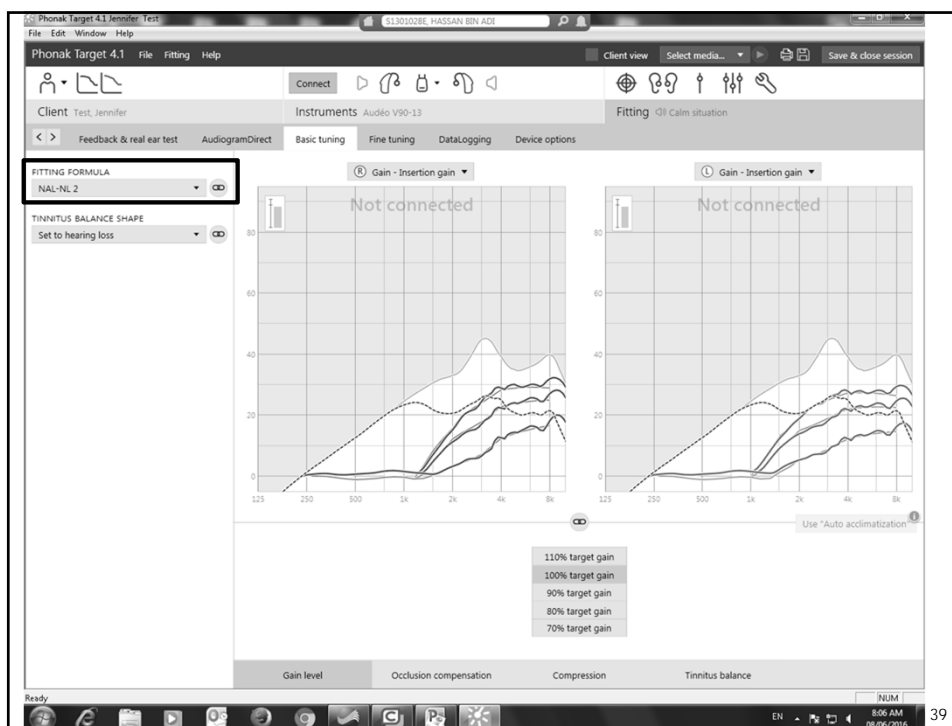 Phonak Target 4.1 Jennifer Test
S1301028E, HASSAN BIN ADI
File Edit Window Help
Phonak Target 4.1 File Fitting Help
Client view Select media... Save & close session
Connect
Client Test, Jennifer
Instruments Audéo V90-13
Fitting Calm situation
< > Feedback & real ear test AudiogramDirect Basic tuning Fine tuning DataLogging Device options
FITTING FORMULA
NAL-NL 2
TINNITUS BALANCE SHAPE
Set to hearing loss
R Gain - Insertion gain
Not connected
80
60
40
20
0
125 250 500 1k 2k 4k 8k
L Gain - Insertion gain
Not connected
80
60
40
20
0
125 250 500 1k 2k 4k 8k
Use "Auto acclimatization"
110% target gain
100% target gain
90% target gain
80% target gain
70% target gain
Gain level Occlusion compensation Compression Tinnitus balance
Ready
NUM
EN
8:06 AM
08/06/2016
39